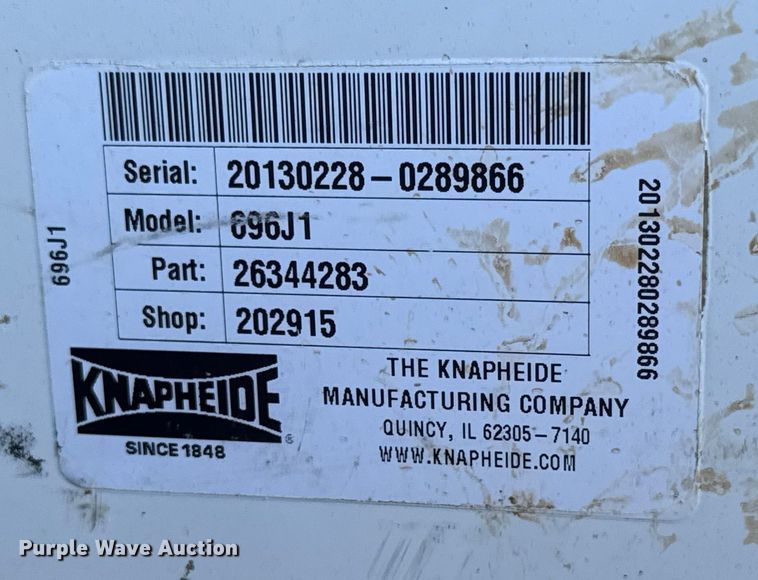 Serial: 20130228-0289866
Model: 696J1
Part: 26344283
Shop: 202915
696J1
201302280289866
KNAPHEIDE®
SINCE 1848
THE KNAPHEIDE
MANUFACTURING COMPANY
QUINCY, IL 62305-7140
WWW.KNAPHEIDE.COM
Purple Wave Auction